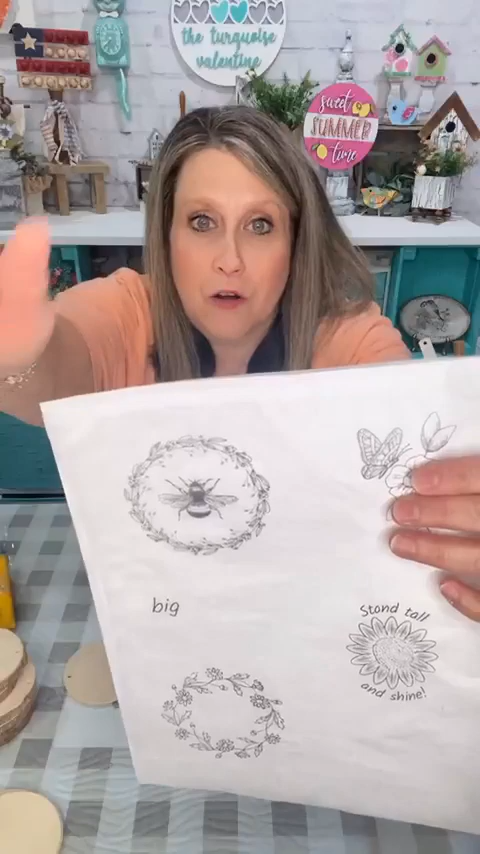 the turquoise
valentine
sweet
SUMMER
time
big
Stand tall
and shine!